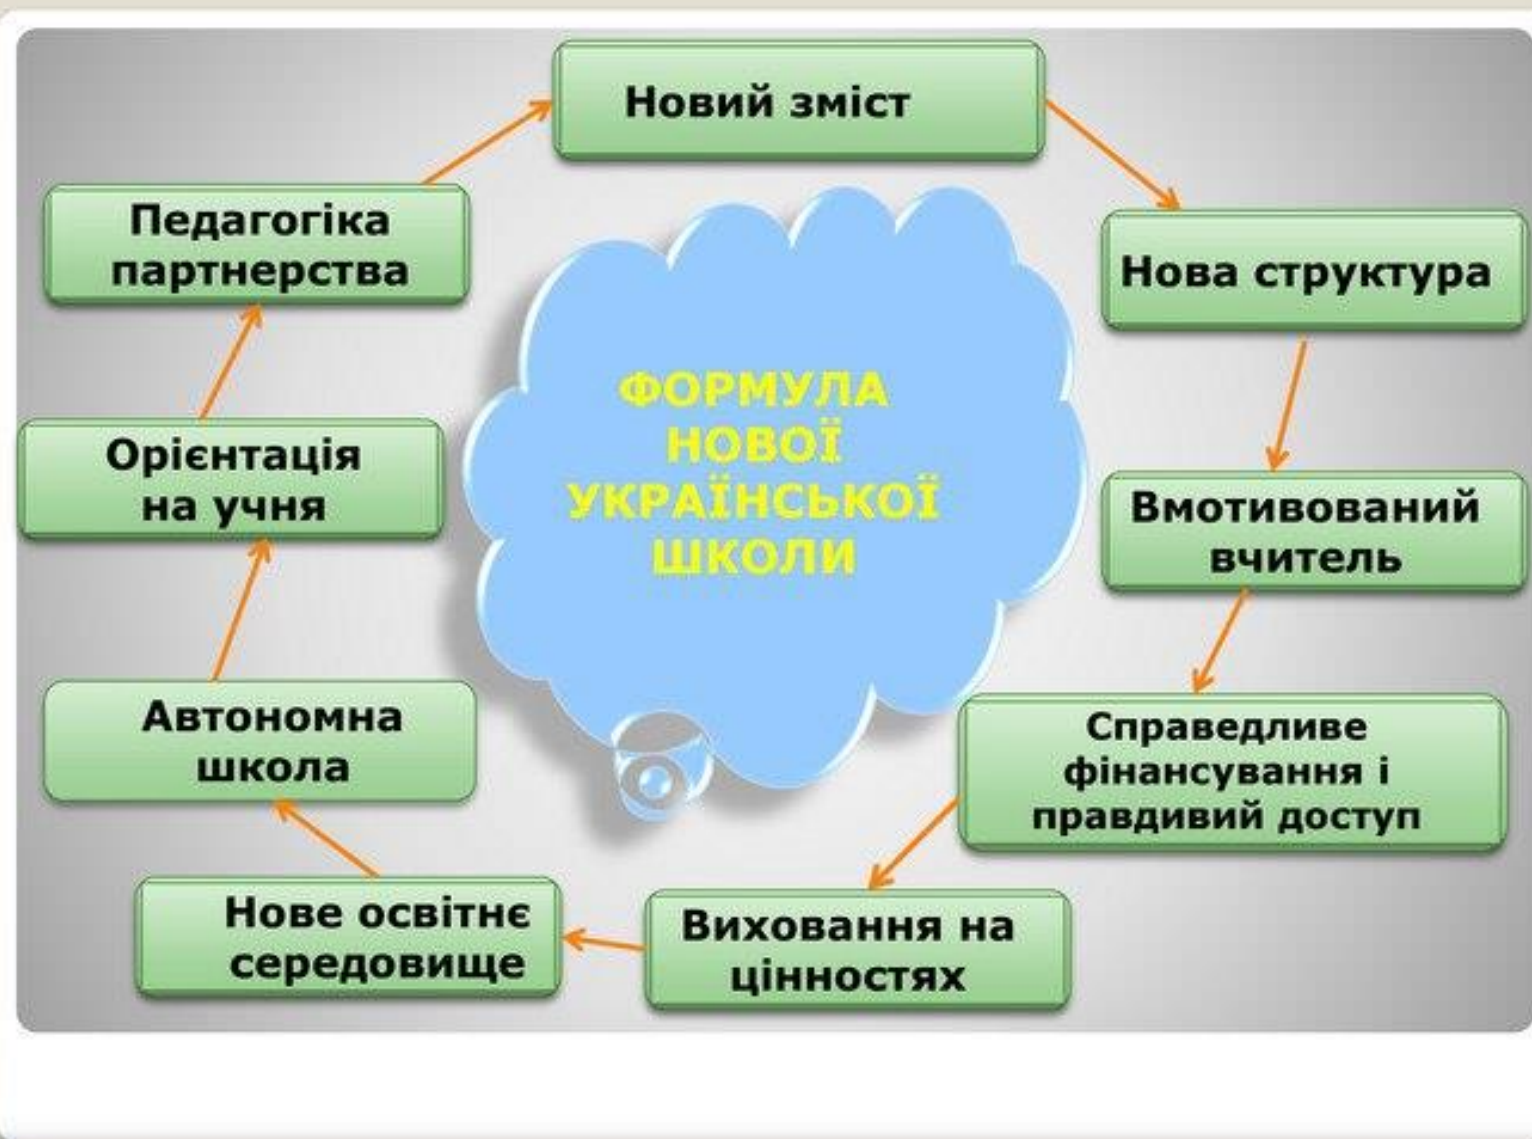 Новий зміст
Нова структура
Вмотивований
вчитель
Справедливе
фінансування і
правдивий доступ
Виховання на
цінностях
Нове освітнє
середовище
Автономна
школа
Орієнтація
на учня
Педагогіка
партнерства
ФОРМУЛА
НОВОЇ
УКРАЇНСЬКОЇ
ШКОЛИ